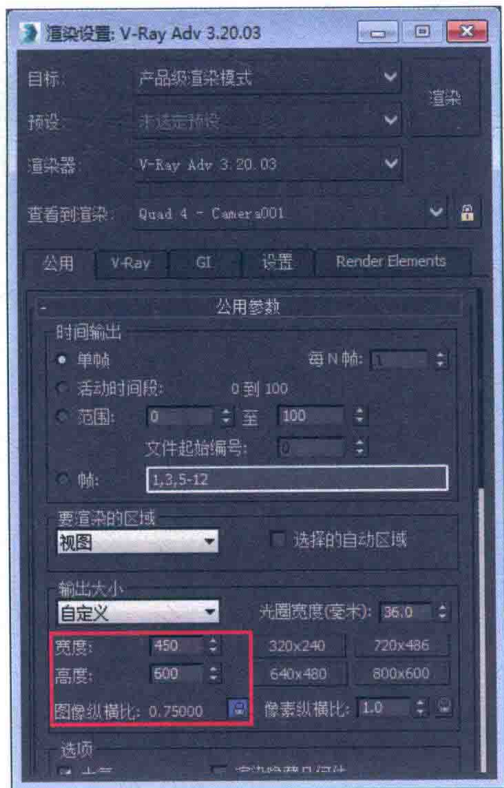 渲染设置: V-Ray Adv 3.20.03
目标: 产品级渲染模式 渲染
预设: 未选定预设
渲染器: V-Ray Adv 3.20.03
查看到渲染: Quad 4 - Camera001
公用 V-Ray GI 设置 Render Elements
- 公用参数
时间输出
单帧 每 N 帧: 1
活动时间段: 0 到 100
范围: 0 至 100
文件起始编号: 0
帧: 1,3,5-12
要渲染的区域
视图 选择的自动区域
输出大小
自定义 光圈宽度(毫米): 36.0
宽度: 450 320x240 720x486
高度: 600 640x480 800x600
图像纵横比: 0.75000 像素纵横比: 1.0
选项